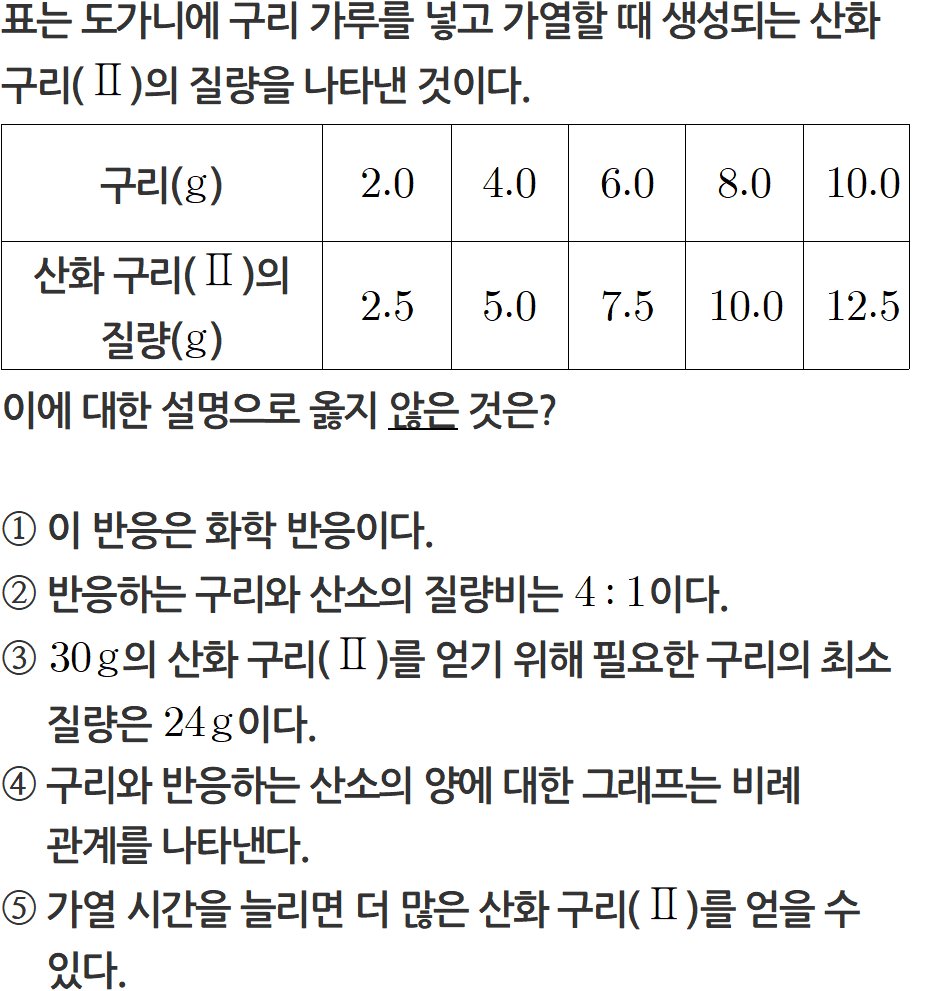 표는 도가니에 구리 가루를 넣고 가열할 때 생성되는 산화
구리(Ⅱ)의 질량을 나타낸 것이다.
구리(g) 2.0 4.0 6.0 8.0 10.0
산화 구리(Ⅱ)의
질량(g) 2.5 5.0 7.5 10.0 12.5
이에 대한 설명으로 옳지 않은 것은?
① 이 반응은 화학 반응이다.
② 반응하는 구리와 산소의 질량비는 4 : 1이다.
③ 30 g의 산화 구리(Ⅱ)를 얻기 위해 필요한 구리의 최소
질량은 24 g이다.
④ 구리와 반응하는 산소의 양에 대한 그래프는 비례
관계를 나타낸다.
⑤ 가열 시간을 늘리면 더 많은 산화 구리(Ⅱ)를 얻을 수
있다.